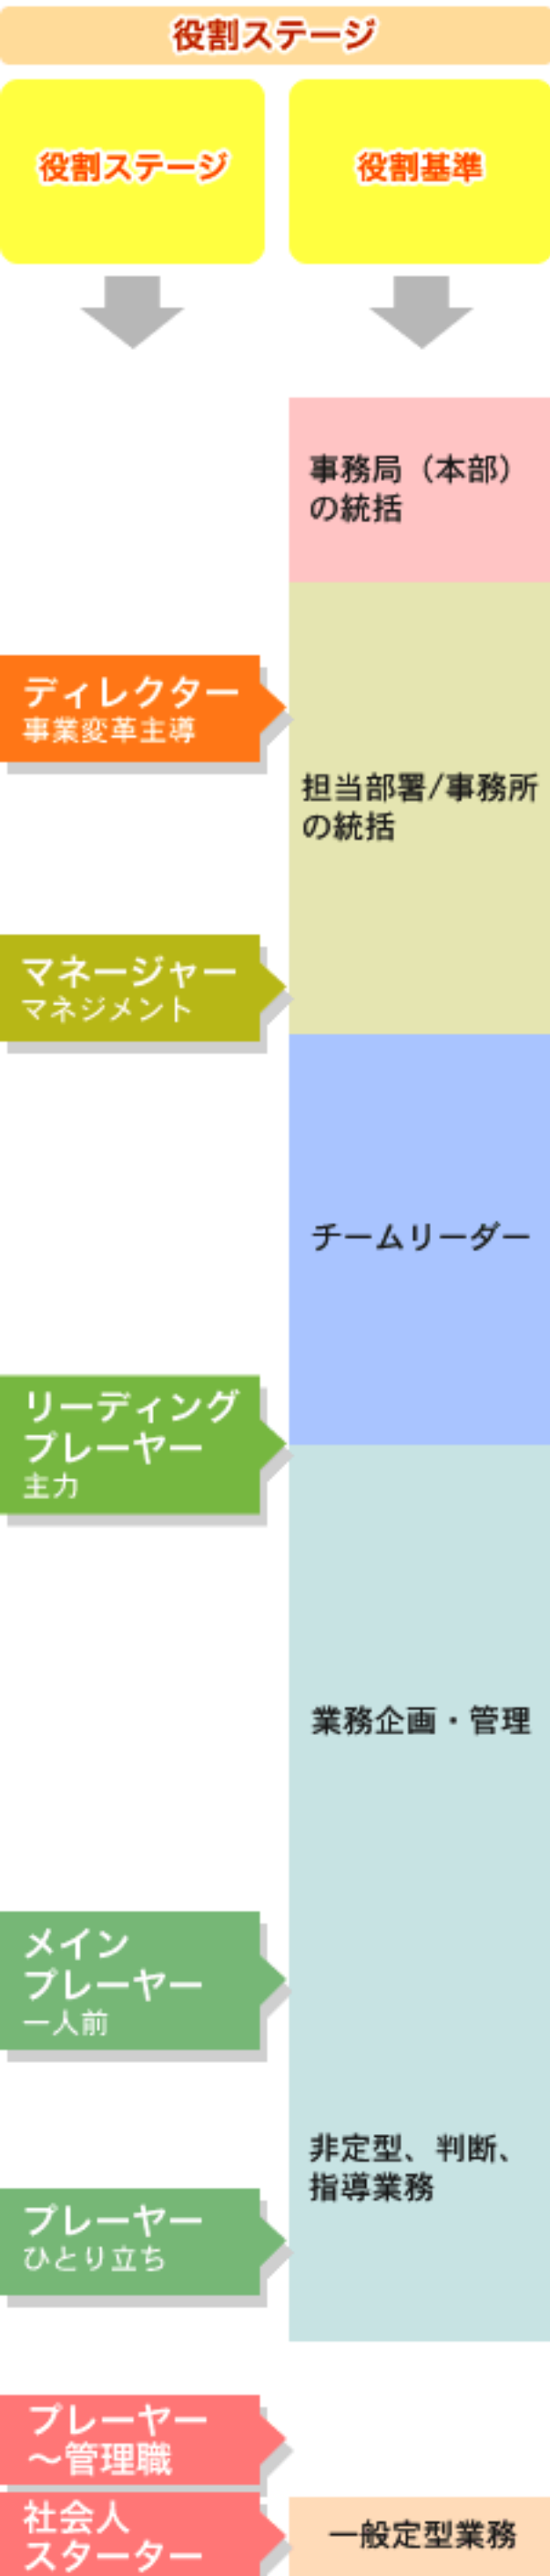 役割ステージ
役割ステージ
役割基準
事務局（本部）
の統括
ディレクター
事業変革主導
担当部署/事務所
の統括
マネージャー
マネジメント
チームリーダー
リーディング
プレーヤー
主力
業務企画・管理
メイン
プレーヤー
一人前
非定型、判断、
指導業務
プレーヤー
ひとり立ち
プレーヤー
～管理職
社会人
スターター
一般定型業務